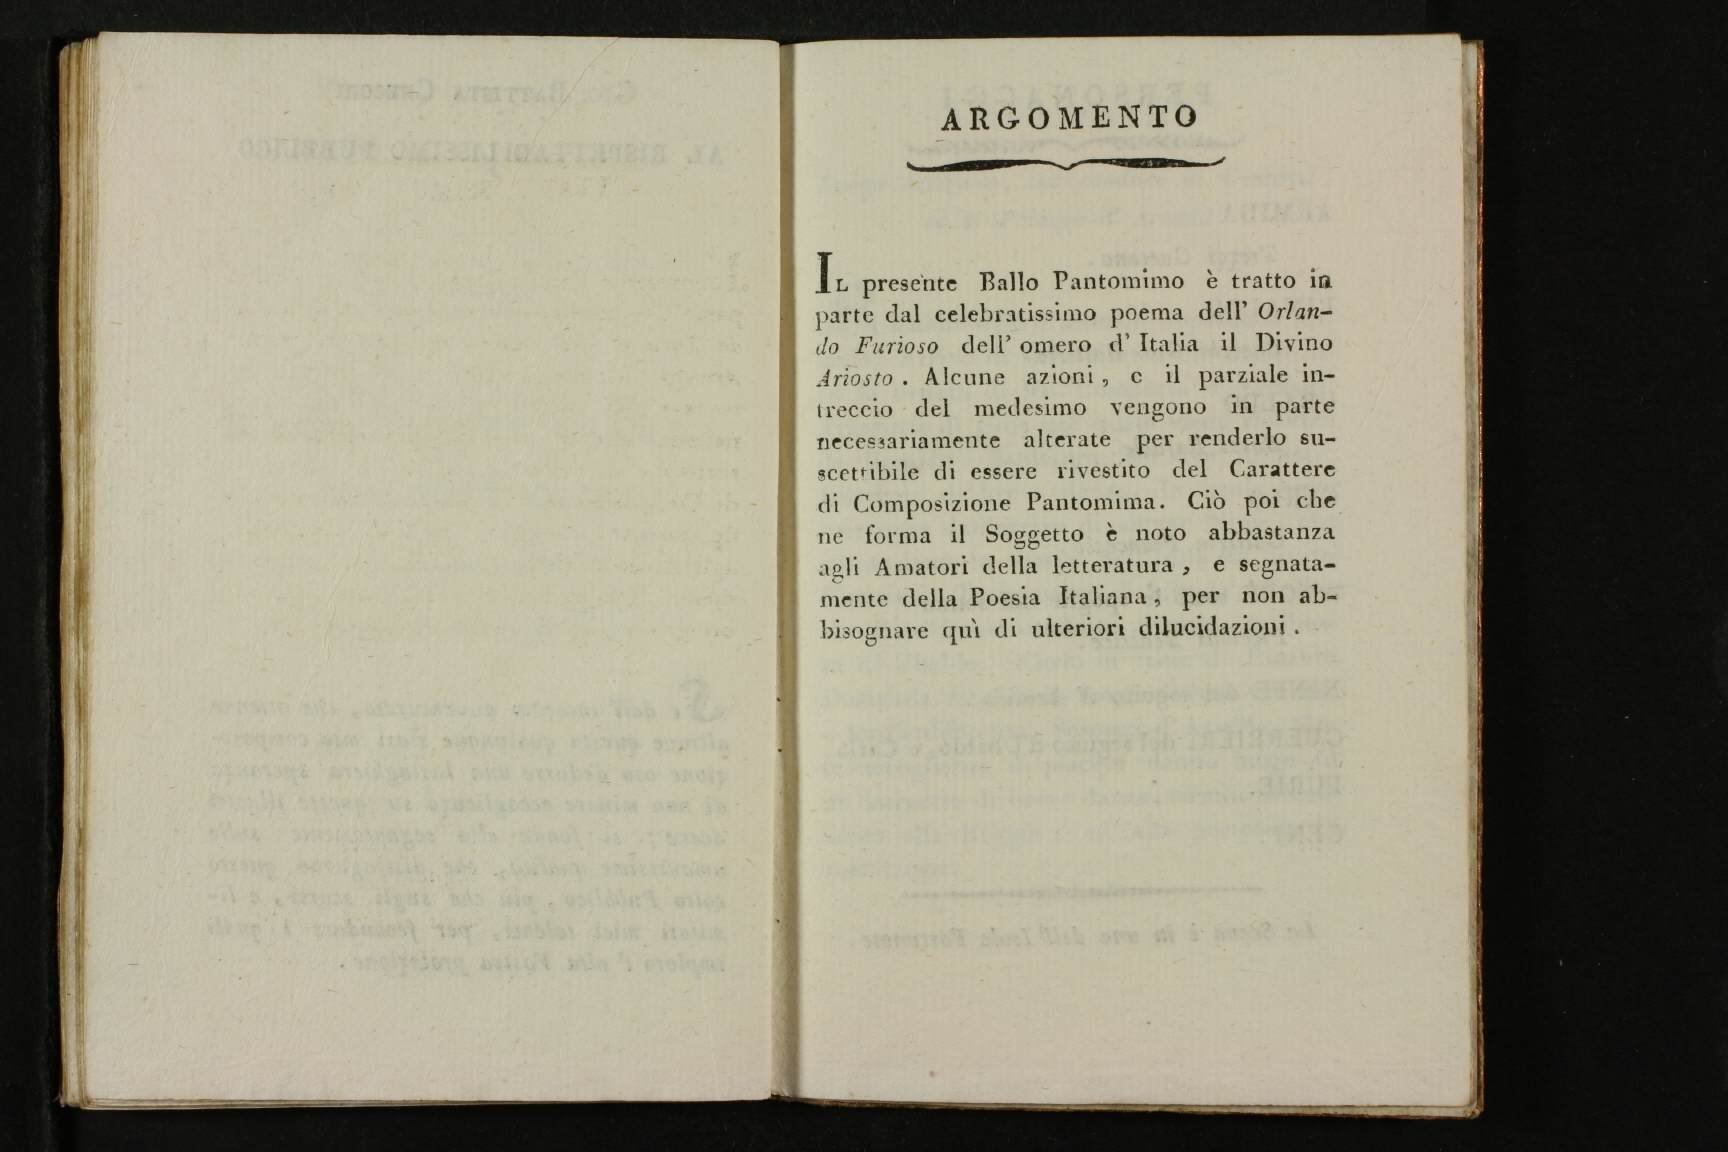 ARGOMENTO
IL presente Ballo Pantomimo è tratto in
parte dal celebratissimo poema dell' Orlan-
do Furioso dell' omero d' Italia il Divino
Ariosto . Alcune azioni , e il parziale in-
treccio del medesimo vengono in parte
necessariamente alterate per renderlo su-
scettibile di essere rivestito del Carattere
di Composizione Pantomima. Ciò poi che
ne forma il Soggetto è noto abbastanza
agli Amatori della letteratura , e segnata-
mente della Poesia Italiana , per non ab-
bisognare quì di ulteriori dilucidazioni .